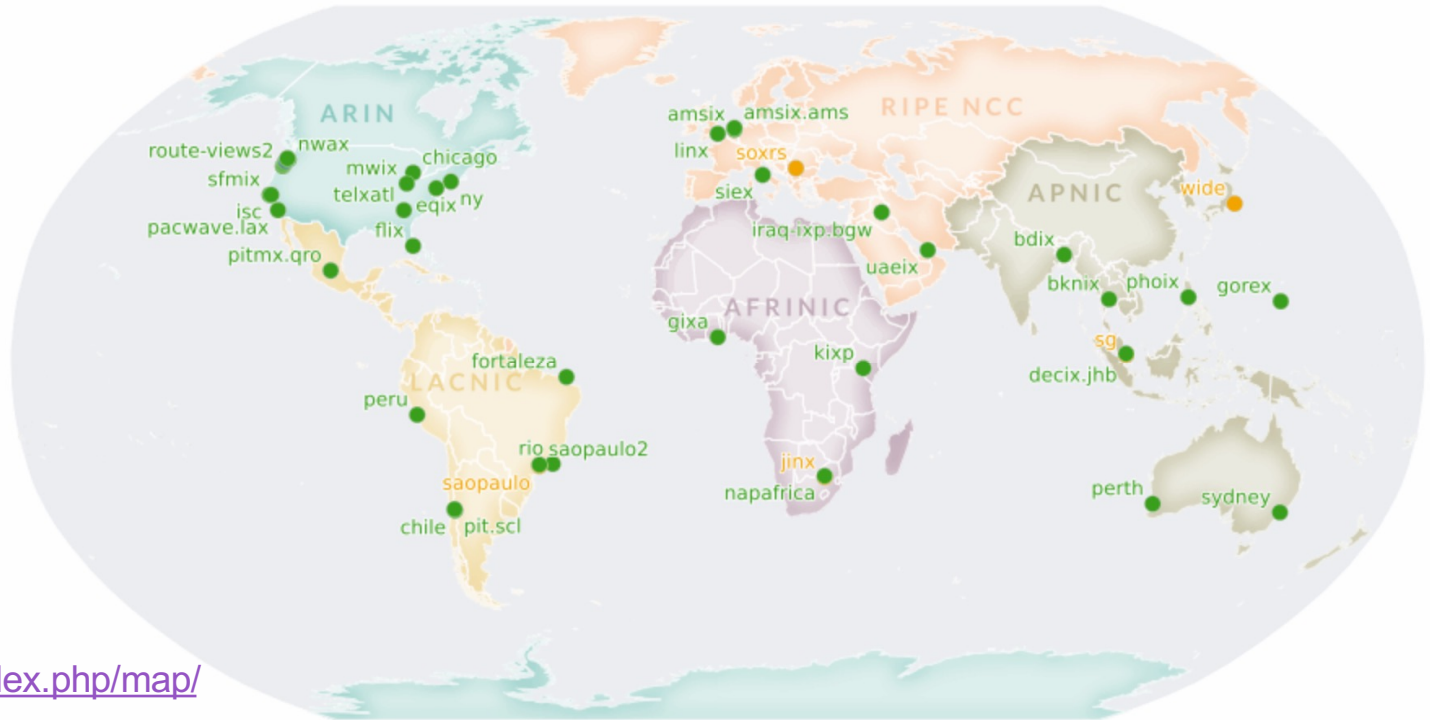 ARIN
RIPE NCC
amsix
amsix.ams
route-views2
nwax
linx
soxrs
mwix
chicago
sfmix
telxatl
siex
APNIC
wide
isc
eqix
ny
pacwave.lax
flix
iraq-ixp.bgw
bdix
pitmx.qro
uaeix
bknix
phoix
gorex
AFRINIC
gixa
sg
kixp
fortaleza
LACNIC
decix.jhb
peru
rio
saopaulo2
jinx
saopaulo
napafrica
perth
sydney
chile
pit.scl
lex.php/map/